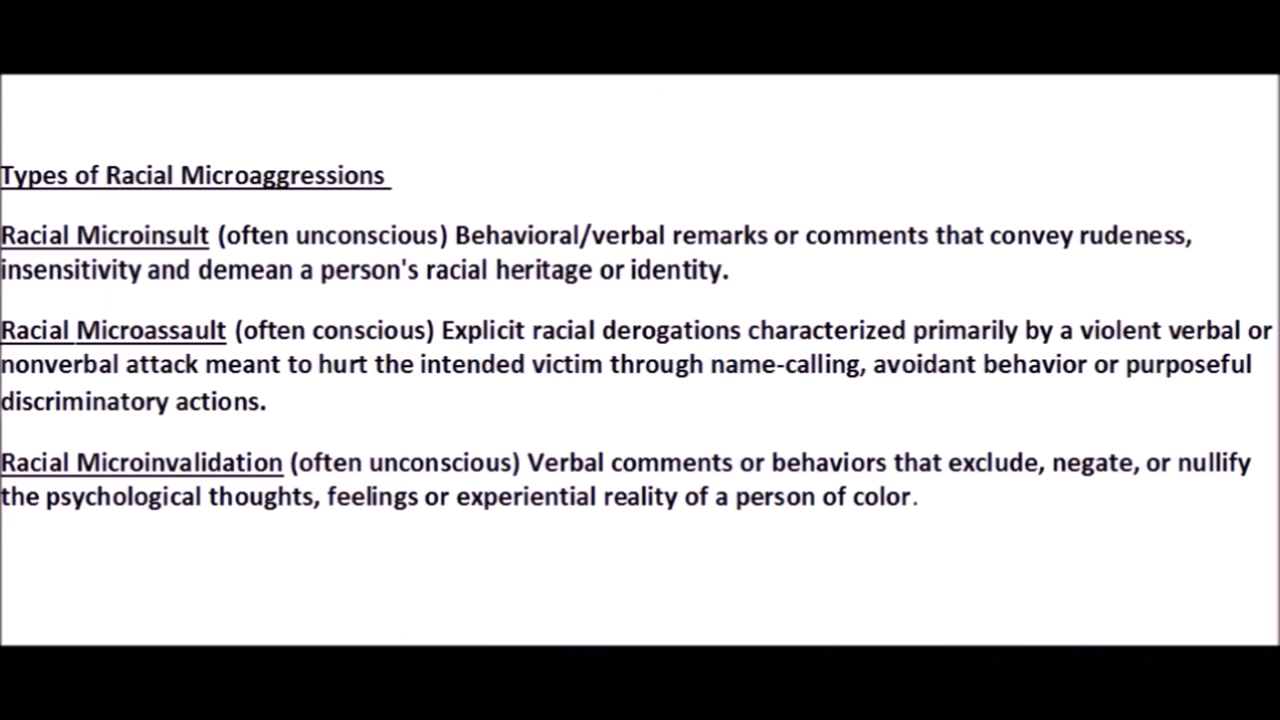 Types of Racial Microaggressions
Racial Microinsult (often unconscious) Behavioral/verbal remarks or comments that convey rudeness,
insensitivity and demean a person's racial heritage or identity.
Racial Microassault (often conscious) Explicit racial derogations characterized primarily by a violent verbal or
nonverbal attack meant to hurt the intended victim through name-calling, avoidant behavior or purposeful
discriminatory actions.
Racial Microinvalidation (often unconscious) Verbal comments or behaviors that exclude, negate, or nullify
the psychological thoughts, feelings or experiential reality of a person of color.